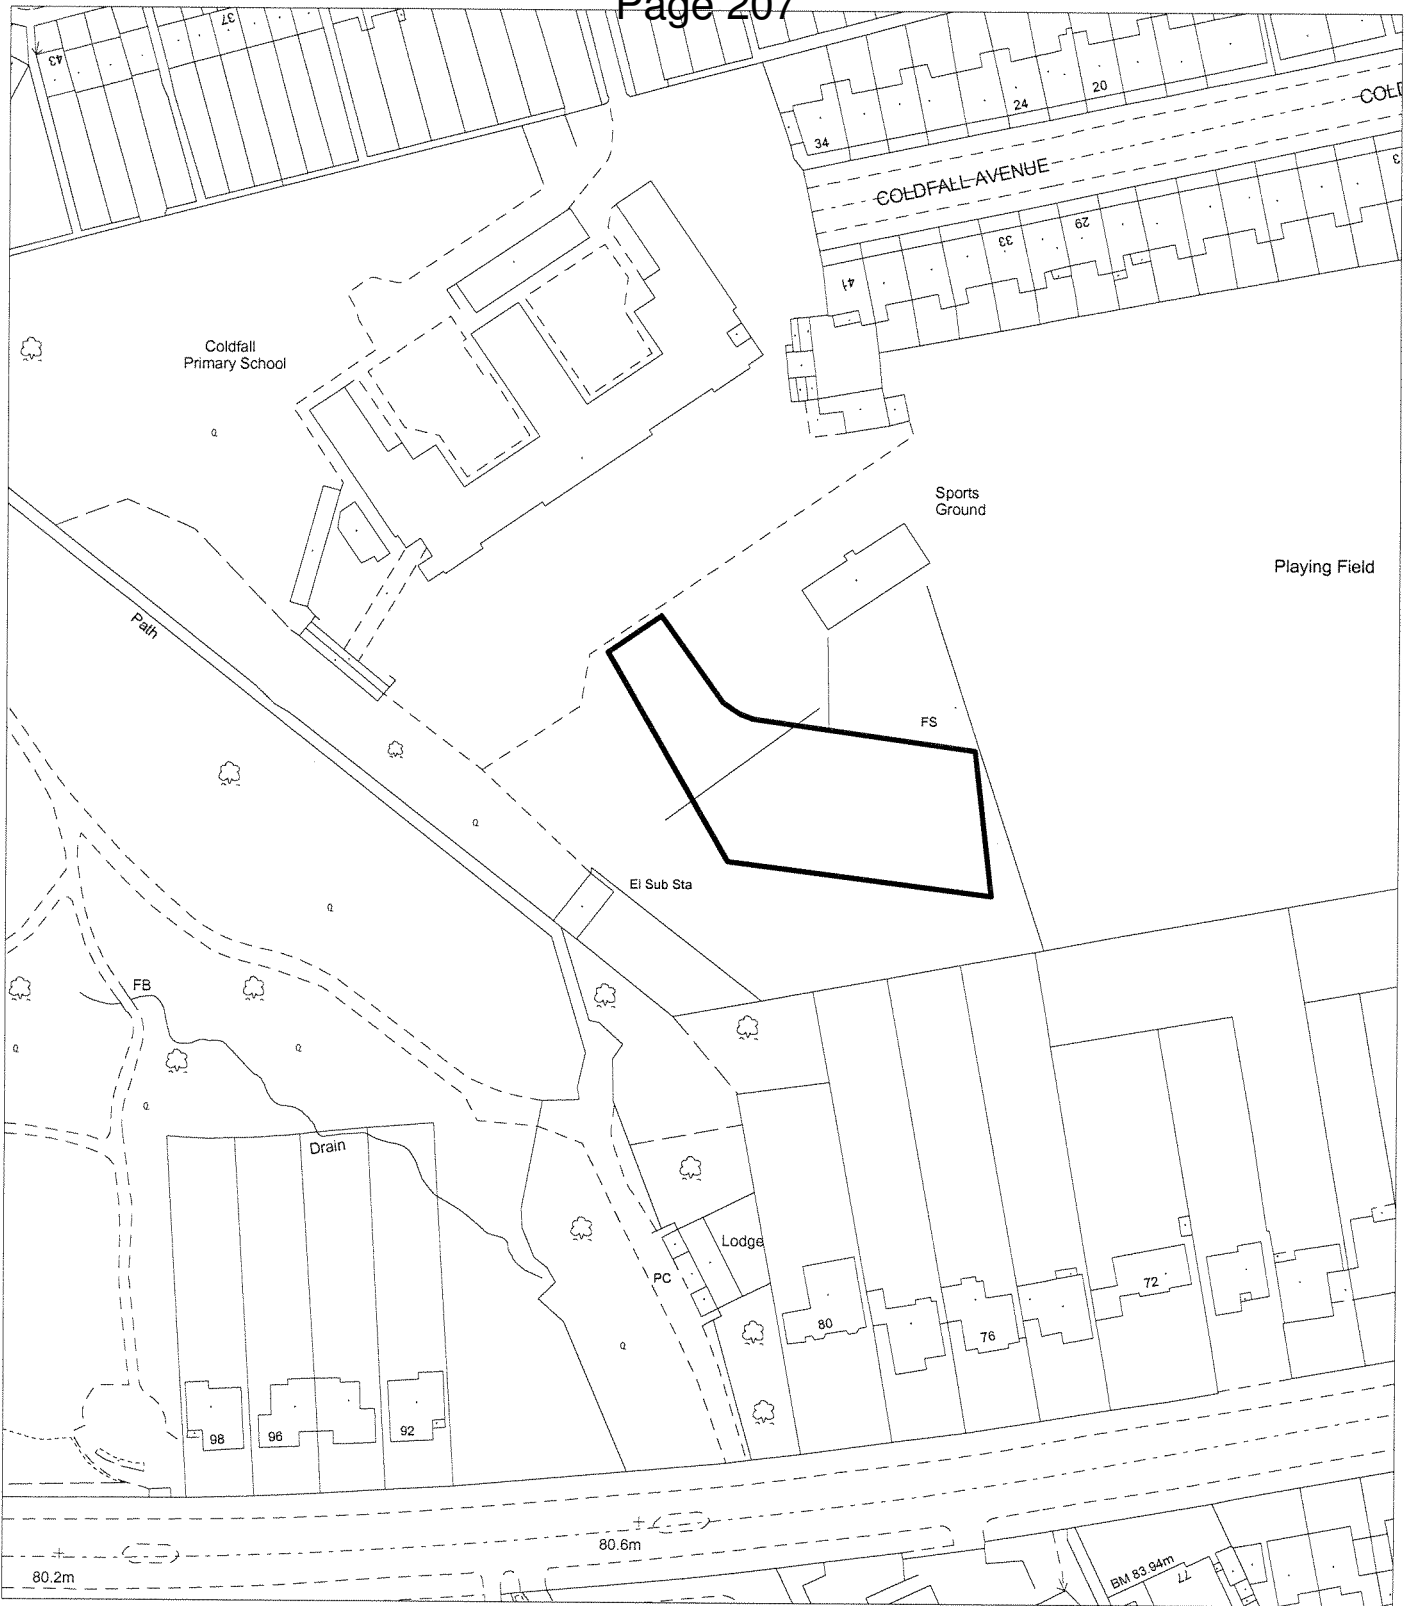 Page 207
37
43
20
24
COLD
34
COLDFALL AVENUE
29
33
41
Coldfall
Primary School
Sports
Ground
Playing Field
Path
FS
El Sub Sta
FB
Drain
Lodge
PC
72
80
76
92
98
96
80.6m
80.2m
BM 83.94m
77